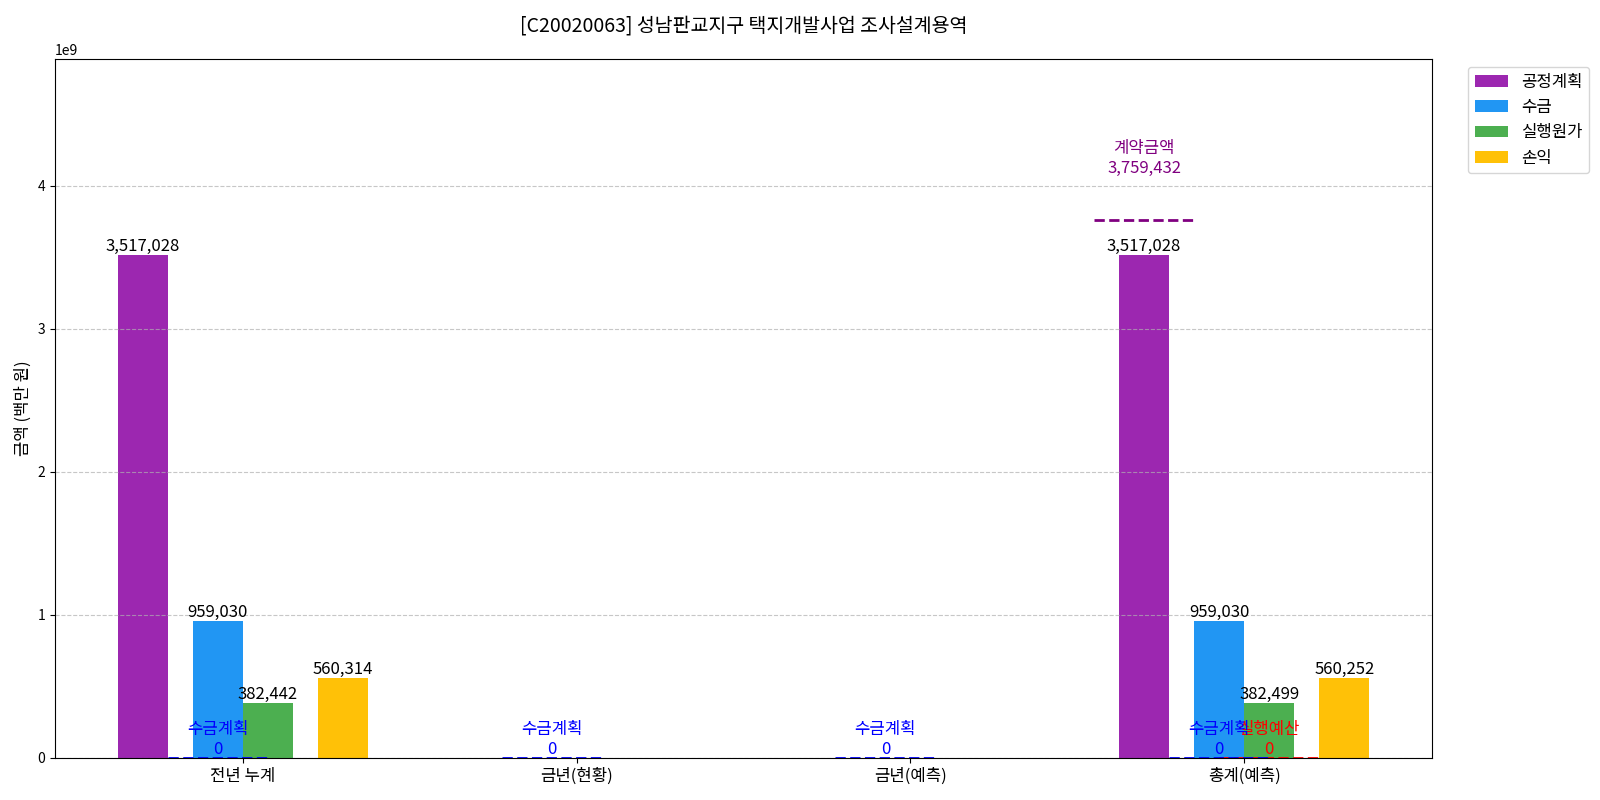 [C20020063] 성남판교지구 택지개발사업 조사설계용역
1e9
공정계획
수금
실행원가
손익
계약금액
3,759,432
4
3,517,028
3,517,028
3
금액 (백만 원)
2
1
959,030
959,030
560,314
560,252
382,442
382,499
수금계획
0
수금계획
0
수금계획
0
수금계획
0
실행예산
0
0
전년 누계
금년(현황)
금년(예측)
총계(예측)